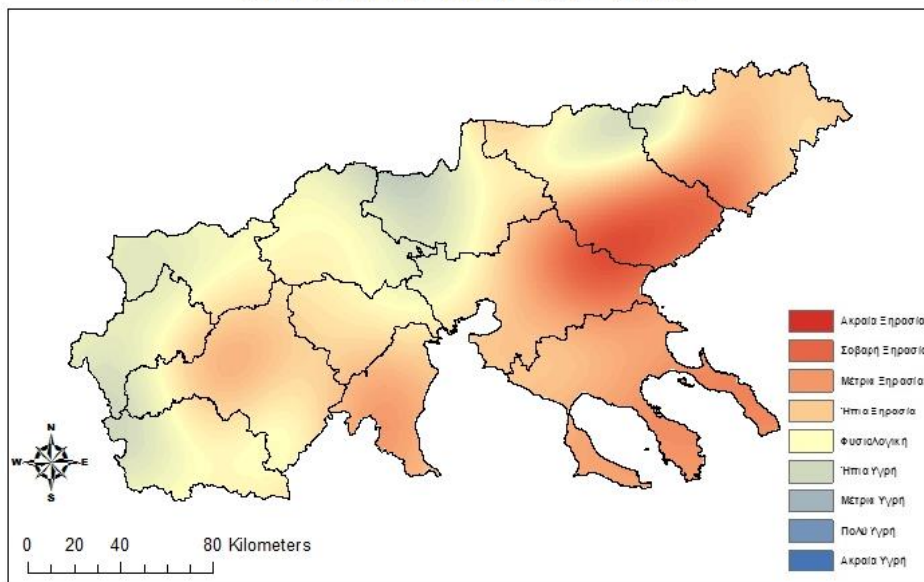 Ακραία Ξηρασία
Σοβαρή Ξηρασία
Μέτρια Ξηρασία
Ήπια Ξηρασία
Φυσιολογική
Ήπια Υγρή
Μέτρια Υγρή
Πολύ Υγρή
Ακραία Υγρή
N
W E
S
0 20 40 80 Kilometers